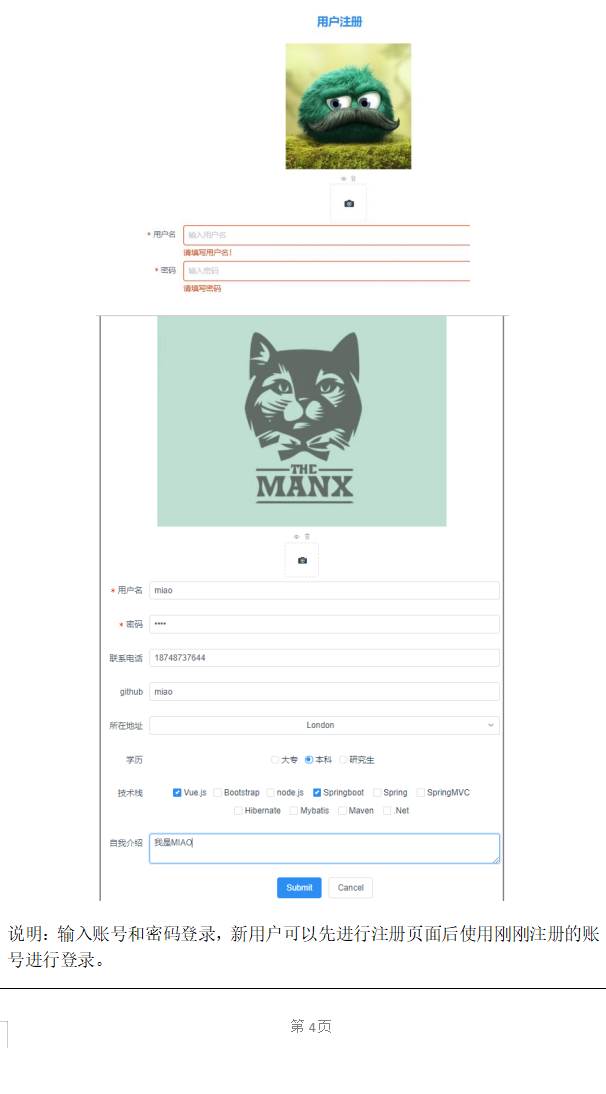 用户注册
* 用户名 输入用户名
请填写用户名!
* 密码 输入密码
请填写密码
THE
MANX
* 用户名 miao
* 密码 ••••
联系电话 18748737644
github miao
所在地址 London
学历 大专 本科 研究生
技术栈 Vue.js Bootstrap node.js Springboot Spring SpringMVC
Hibernate Mybatis Maven .Net
自我介绍 我是MIAO
Submit Cancel
说明：输入账号和密码登录，新用户可以先进行注册页面后使用刚刚注册的账
号进行登录。
第 4页